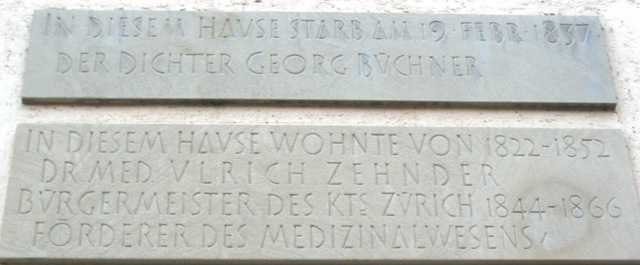 IN DIESEM HAVSE STARB AM 19·FEBR·1837·
DER DICHTER GEORG BÜCHNER
IN DIESEM HAVSE WOHNTE VON 1822-1852
DR MED VLRICH ZEHNDER
BÜRGERMEISTER DES KTS ZÜRICH 1844-1866
FÖRDERER DES MEDIZINALWESENS